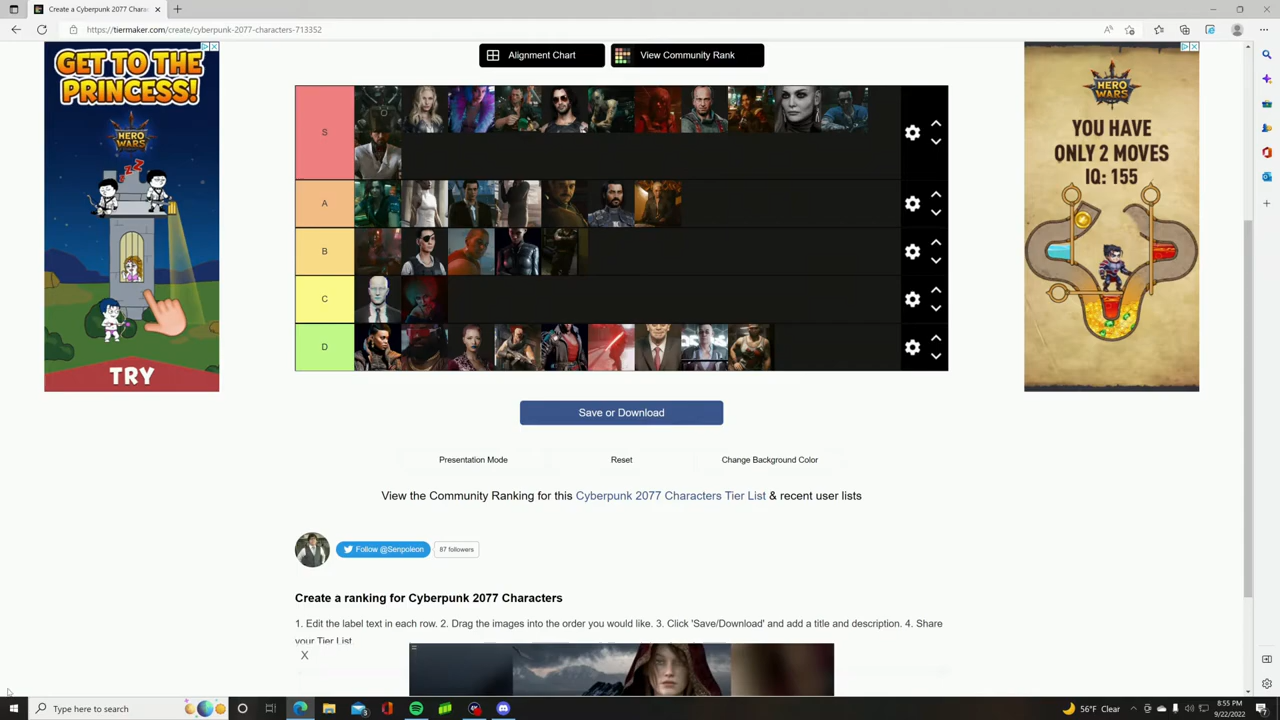 Create a Cyberpunk 2077 Charac
https://tiermaker.com/create/cyberpunk-2077-characters-713352
GET TO THE
PRINCESS!
HERO
WARS
TRY
Alignment Chart
View Community Rank
S
A
B
C
D
HERO
WARS
YOU HAVE
ONLY 2 MOVES
IQ: 155
Save or Download
Presentation Mode
Reset
Change Background Color
View the Community Ranking for this Cyberpunk 2077 Characters Tier List & recent user lists
Follow @Senpoleon
87 followers
Create a ranking for Cyberpunk 2077 Characters
1. Edit the label text in each row. 2. Drag the images into the order you would like. 3. Click 'Save/Download' and add a title and description. 4. Share
your Tier List.
X
Type here to search
56°F Clear
8:55 PM
9/22/2022